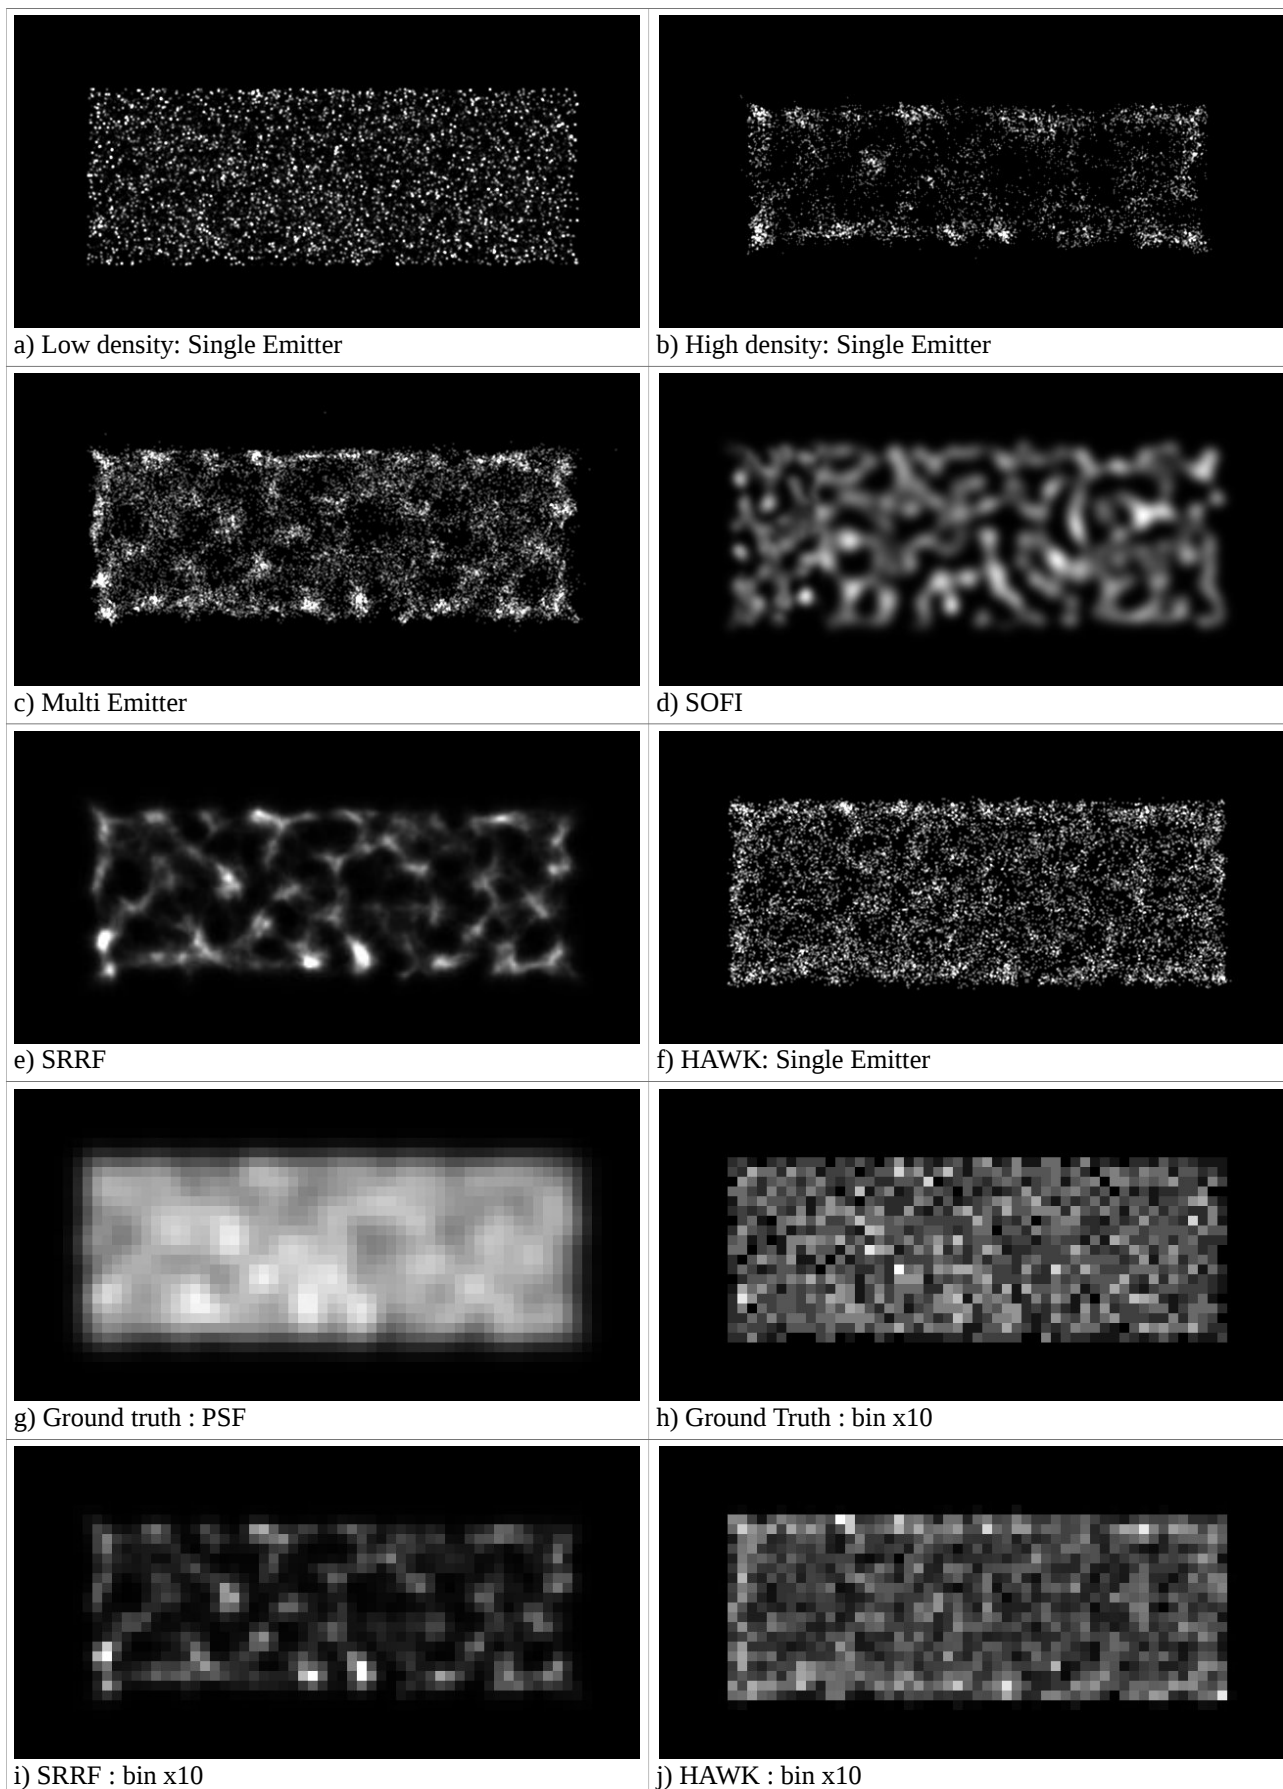 a) Low density: Single Emitter
b) High density: Single Emitter
c) Multi Emitter
d) SOFI
e) SRRF
f) HAWK: Single Emitter
g) Ground truth : PSF
h) Ground Truth : bin x10
i) SRRF : bin x10
j) HAWK : bin x10